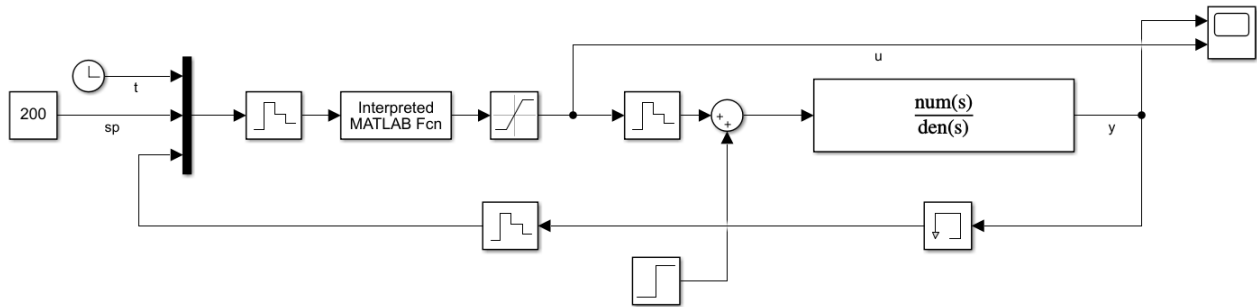 u
t
200
sp
Interpreted
MATLAB Fcn
num(s)
den(s)
y